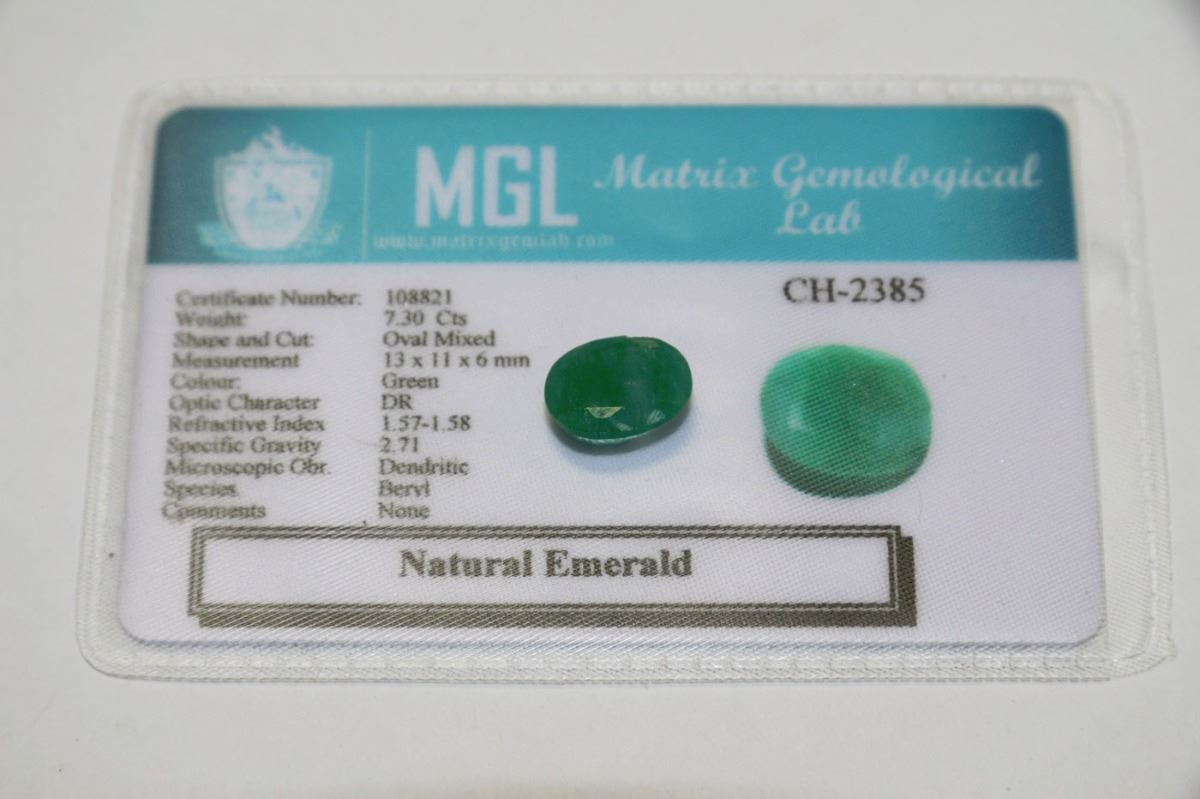 MGL
Matrix Gemological
Lab
www.matrixgemlab.com
CH-2385
Certificate Number: 108821
Weight: 7.30 Cts
Shape and Cut: Oval Mixed
Measurement 13 x 11 x 6 mm
Colour: Green
Optic Character DR
Refractive Index 1.57-1.58
Specific Gravity 2.71
Microscopic Obr. Dendritic
Species Beryl
Comments None
Natural Emerald